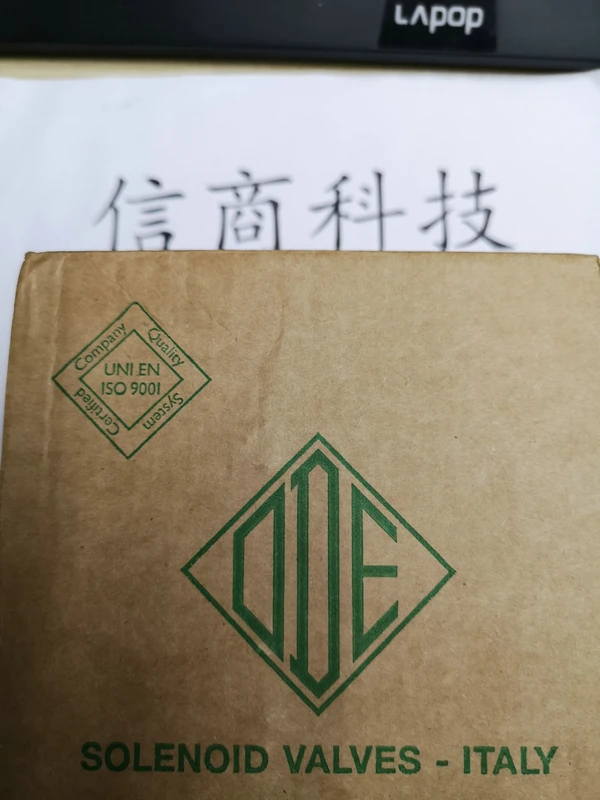 LAPOP
信商科技
Company Quality
UNI EN
ISO 9001
Certified System
ODE
SOLENOID VALVES - ITALY